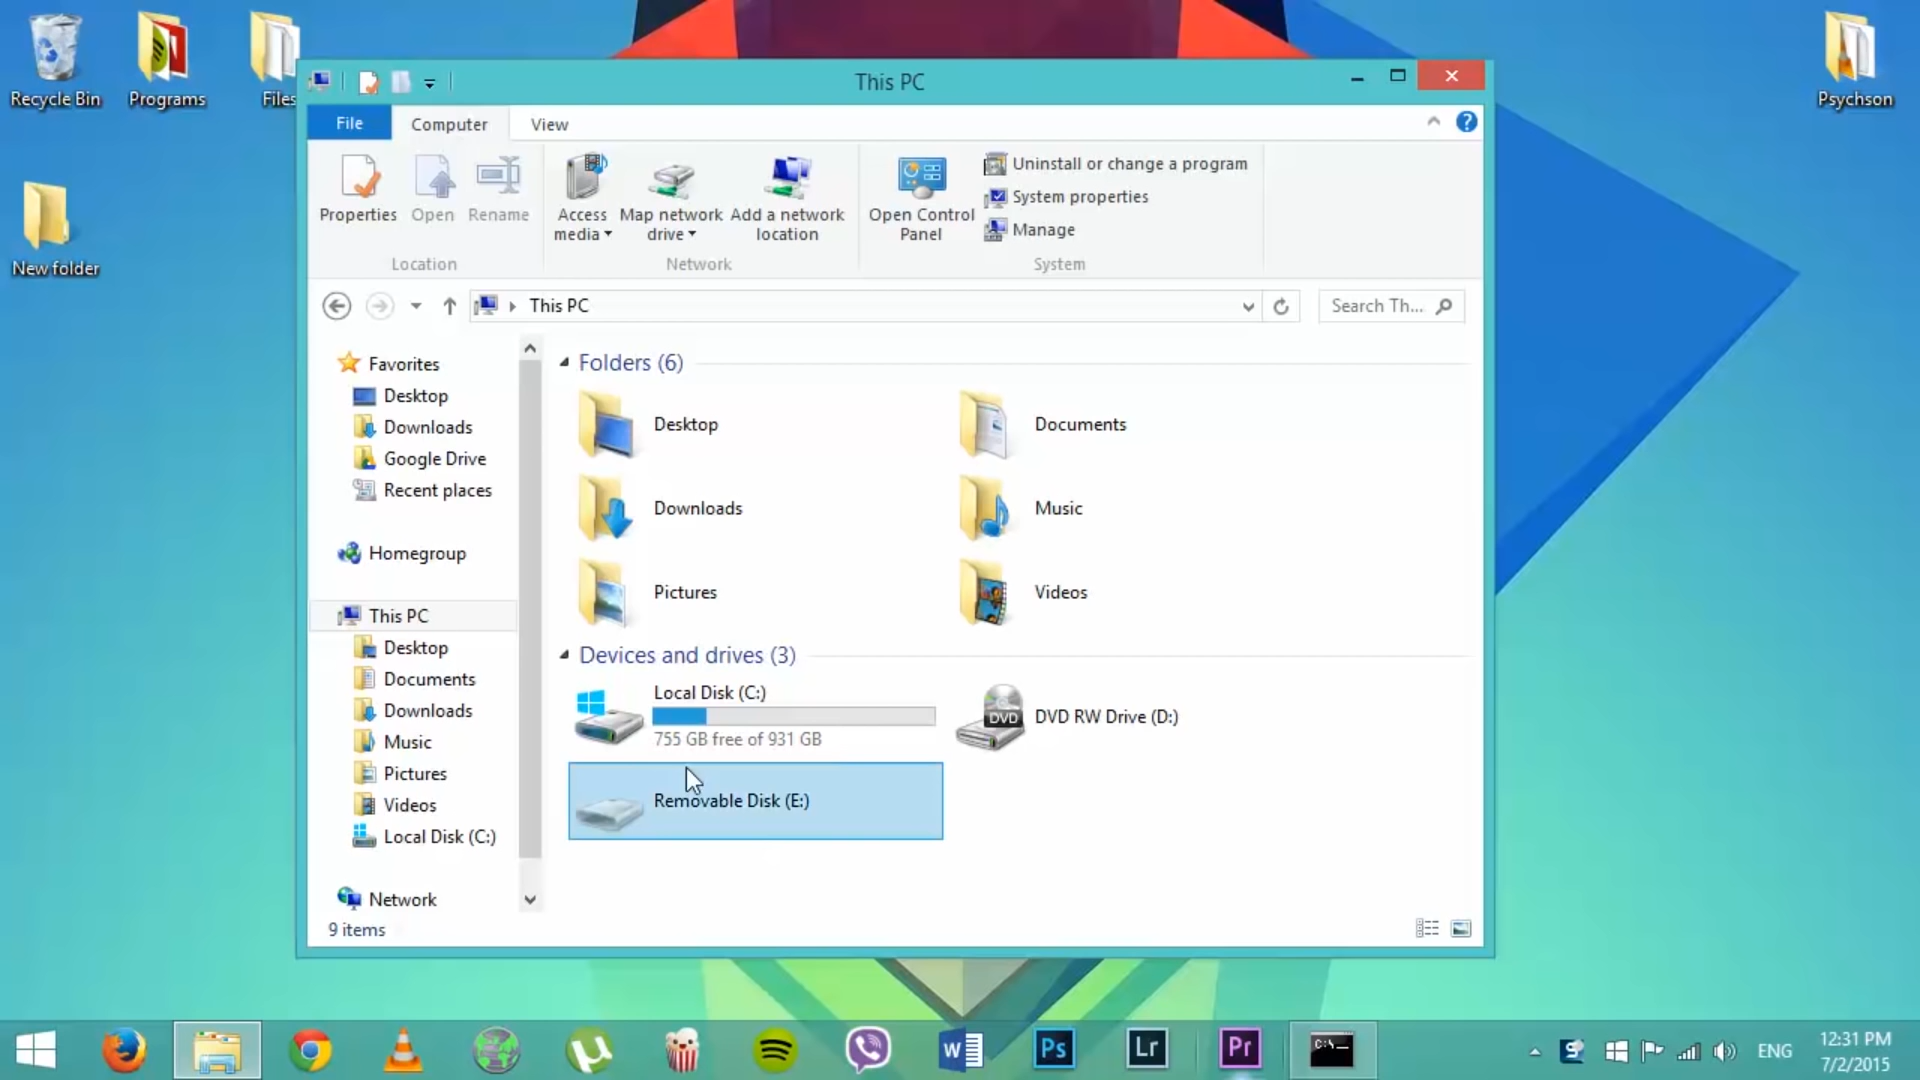 Recycle Bin
Programs
Files
Psychson
New folder
This PC
File
Computer
View
Properties
Open
Rename
Access media
Map network drive
Add a network location
Open Control Panel
Uninstall or change a program
System properties
Manage
Location
Network
System
This PC
Search Th...
Favorites
Desktop
Downloads
Google Drive
Recent places
Homegroup
This PC
Desktop
Documents
Downloads
Music
Pictures
Videos
Local Disk (C:)
Network
Folders (6)
Desktop
Documents
Downloads
Music
Pictures
Videos
Devices and drives (3)
Local Disk (C:)
755 GB free of 931 GB
DVD
DVD RW Drive (D:)
Removable Disk (E:)
9 items
W
Ps
Lr
Pr
C:\
ENG
12:31 PM
7/2/2015